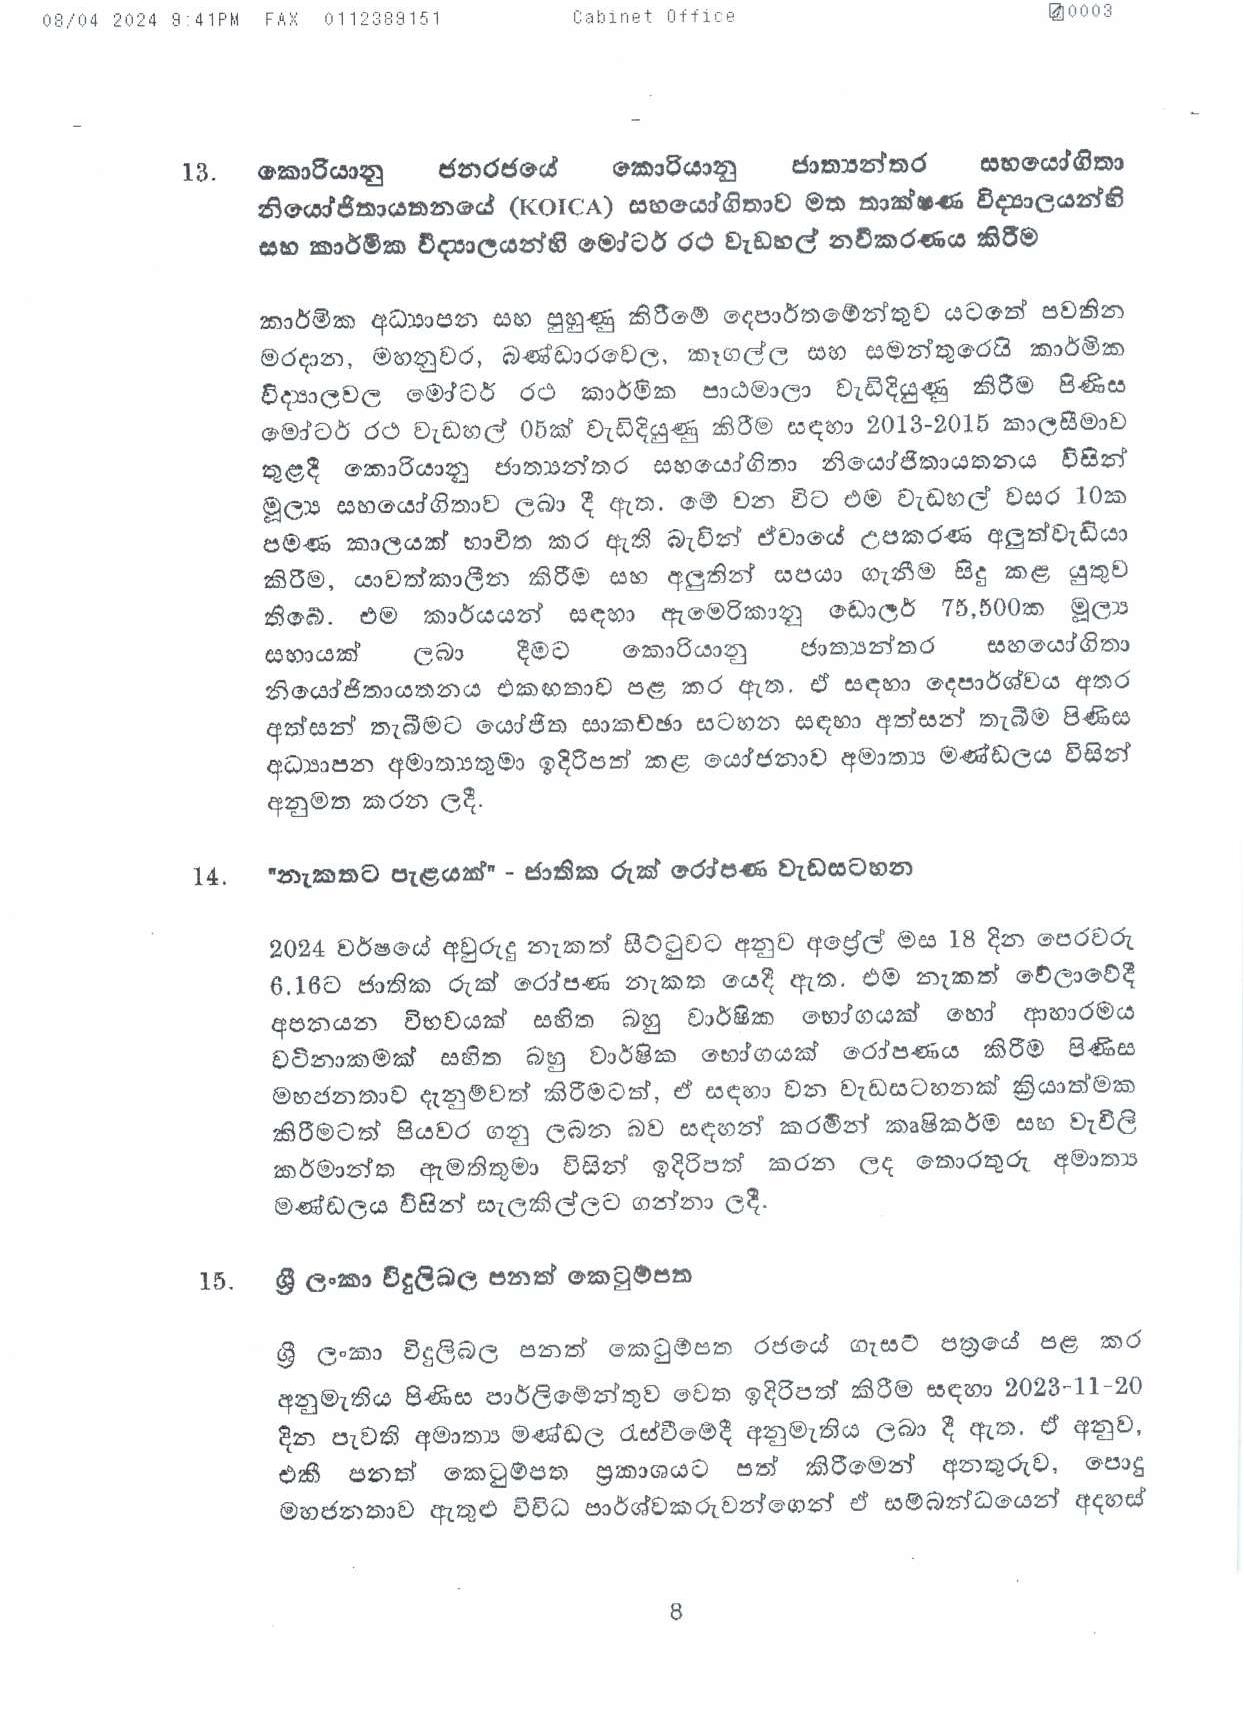 08/04 2024 9:41PM FAX 0112389151 Cabinet Office 0003
13. කොරියානු ජනරජයේ කොරියානු ජාත්‍යන්තර සහයෝගිතා
නියෝජිතායතනයේ (KOICA) සහයෝගිතාව මත තාක්ෂණ විද්‍යාලයන්හි
සහ කාර්මික විද්‍යාලයන්හි මෝටර් රථ වැඩහල් නවීකරණය කිරීම
කාර්මික අධ්‍යාපන සහ පුහුණු කිරීමේ දෙපාර්තමේන්තුව යටතේ පවතින
මරදාන, මහනුවර, බණ්ඩාරවෙල, කෑගල්ල සහ සමන්තුරෙයි කාර්මික
විද්‍යාලවල මෝටර් රථ කාර්මික පාඨමාලා වැඩිදියුණු කිරීම පිණිස
මෝටර් රථ වැඩහල් 05ක් වැඩිදියුණු කිරීම සඳහා 2013-2015 කාලසීමාව
තුළදී කොරියානු ජාත්‍යන්තර සහයෝගිතා නියෝජිතායතනය විසින්
මූල්‍ය සහයෝගිතාව ලබා දී ඇත. මේ වන විට එම වැඩහල් වසර 10ක
පමණ කාලයක් භාවිත කර ඇති බැවින් ඒවායේ උපකරණ අලුත්වැඩියා
කිරීම, යාවත්කාලීන කිරීම සහ අලුතින් සපයා ගැනීම සිදු කළ යුතුව
තිබේ. එම කාර්යයන් සඳහා ඇමෙරිකානු ඩොලර් 75,500ක මූල්‍ය
සහායක් ලබා දීමට කොරියානු ජාත්‍යන්තර සහයෝගිතා
නියෝජිතායතනය එකඟතාව පළ කර ඇත. ඒ සඳහා දෙපාර්ශ්වය අතර
අත්සන් තැබීමට යෝජිත සාකච්ඡා සටහන සඳහා අත්සන් තැබීම පිණිස
අධ්‍යාපන අමාත්‍යතුමා ඉදිරිපත් කළ යෝජනාව අමාත්‍ය මණ්ඩලය විසින්
අනුමත කරන ලදී.
14. "නැකතට පැළයක්" - ජාතික රුක් රෝපණ වැඩසටහන
2024 වර්ෂයේ අවුරුදු නැකත් සීට්ටුවට අනුව අප්‍රේල් මස 18 දින පෙරවරු
6.16ට ජාතික රුක් රෝපණ නැකත යෙදී ඇත. එම නැකත් වේලාවේදී
අපනයන විභවයක් සහිත බහු වාර්ෂික භෝගයක් හෝ ආහාරමය
වටිනාකමක් සහිත බහු වාර්ෂික භෝගයක් රෝපණය කිරීම පිණිස
මහජනතාව දැනුම්වත් කිරීමටත්, ඒ සඳහා වන වැඩසටහනක් ක්‍රියාත්මක
කිරීමටත් පියවර ගනු ලබන බව සඳහන් කරමින් කෘෂිකර්ම සහ වැවිලි
කර්මාන්ත ඇමතිතුමා විසින් ඉදිරිපත් කරන ලද තොරතුරු අමාත්‍ය
මණ්ඩලය විසින් සැලකිල්ලට ගන්නා ලදී.
15. ශ්‍රී ලංකා විදුලිබල පනත් කෙටුම්පත
ශ්‍රී ලංකා විදුලිබල පනත් කෙටුම්පත රජයේ ගැසට් පත්‍රයේ පළ කර
අනුමැතිය පිණිස පාර්ලිමේන්තුව වෙත ඉදිරිපත් කිරීම සඳහා 2023-11-20
දින පැවති අමාත්‍ය මණ්ඩල රැස්වීමේදී අනුමැතිය ලබා දී ඇත. ඒ අනුව,
එකී පනත් කෙටුම්පත ප්‍රකාශයට පත් කිරීමෙන් අනතුරුව, පොදු
මහජනතාව ඇතුළු විවිධ පාර්ශ්වකරුවන්ගෙන් ඒ සම්බන්ධයෙන් අදහස්
8